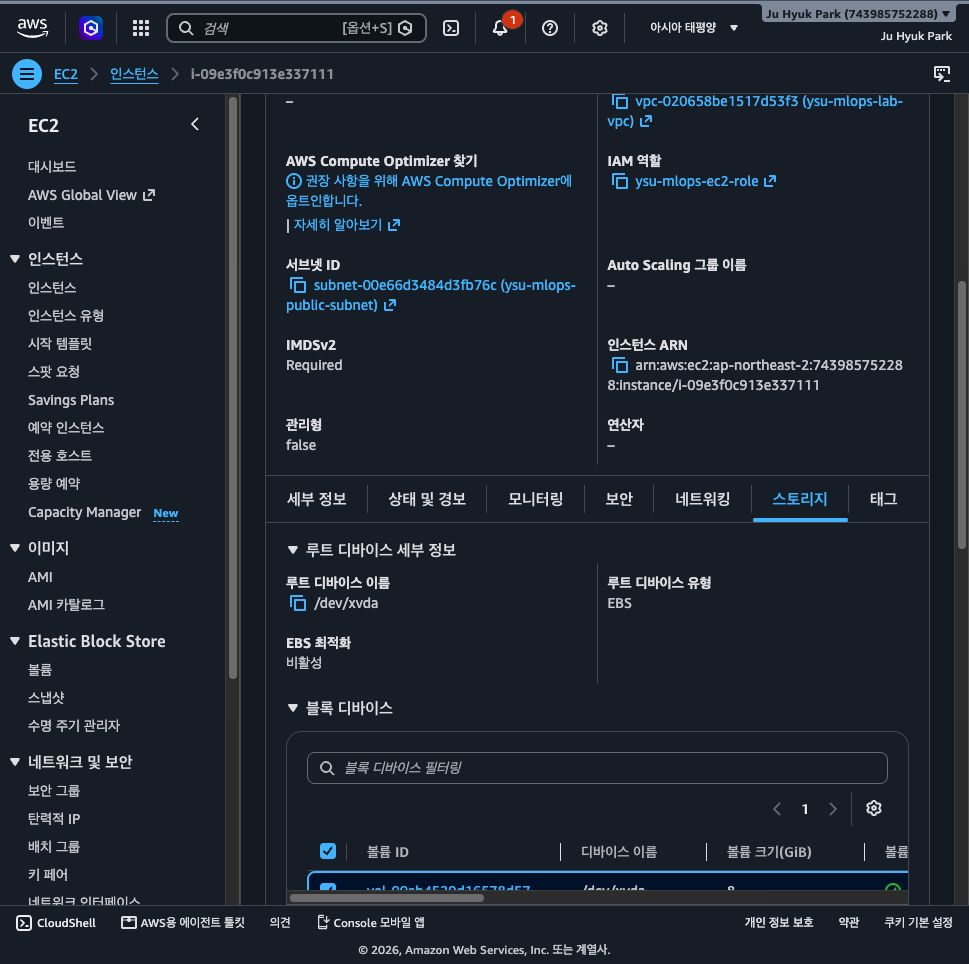 aws
검색 [옵션+S]
1
아시아 태평양
Ju Hyuk Park (743985752288)
Ju Hyuk Park
EC2 인스턴스 i-09e3f0c913e337111
EC2
대시보드
AWS Global View
이벤트
인스턴스
인스턴스
인스턴스 유형
시작 템플릿
스팟 요청
Savings Plans
예약 인스턴스
전용 호스트
용량 예약
Capacity Manager New
이미지
AMI
AMI 카탈로그
Elastic Block Store
볼륨
스냅샷
수명 주기 관리자
네트워크 및 보안
보안 그룹
탄력적 IP
배치 그룹
키 페어
네트워크 인터페이스
–
vpc-020658be1517d53f3 (ysu-mlops-lab-
vpc)
AWS Compute Optimizer 찾기
권장 사항을 위해 AWS Compute Optimizer에
옵트인합니다.
| 자세히 알아보기
IAM 역할
ysu-mlops-ec2-role
서브넷 ID
subnet-00e66d3484d3fb76c (ysu-mlops-
public-subnet)
Auto Scaling 그룹 이름
–
IMDSv2
Required
인스턴스 ARN
arn:aws:ec2:ap-northeast-2:74398575228
8:instance/i-09e3f0c913e337111
관리형
false
연산자
–
세부 정보 상태 및 경보 모니터링 보안 네트워킹 스토리지 태그
루트 디바이스 세부 정보
루트 디바이스 이름
/dev/xvda
루트 디바이스 유형
EBS
EBS 최적화
비활성
블록 디바이스
블록 디바이스 필터링
1
볼륨 ID 디바이스 이름 볼륨 크기(GiB) 볼륨
/dev/xvda 8
CloudShell AWS용 에이전트 툴킷 의견 Console 모바일 앱 개인 정보 보호 약관 쿠키 기본 설정
© 2026, Amazon Web Services, Inc. 또는 계열사.